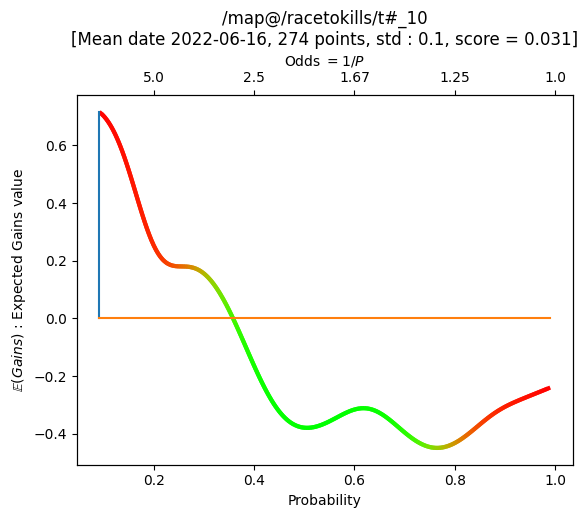 /map@/racetokills/t#_10
[Mean date 2022-06-16, 274 points, std : 0.1, score = 0.031]
Odds = 1/P
5.0 2.5 1.67 1.25 1.0
0.6
0.4
0.2
0.0
−0.2
−0.4
𝔼(Gains) : Expected Gains value
0.2 0.4 0.6 0.8 1.0
Probability